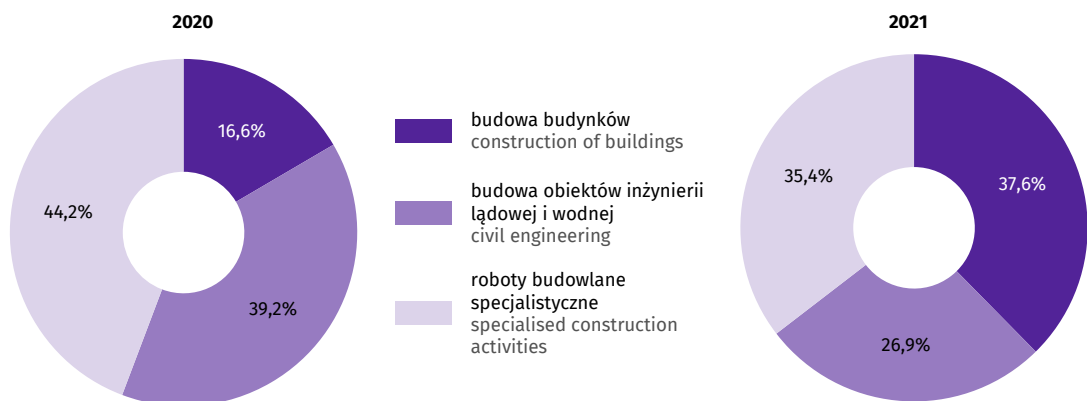 2020
16,6%
44,2%
39,2%
budowa budynków
construction of buildings
budowa obiektów inżynierii
lądowej i wodnej
civil engineering
roboty budowlane
specjalistyczne
specialised construction
activities
2021
35,4%
37,6%
26,9%